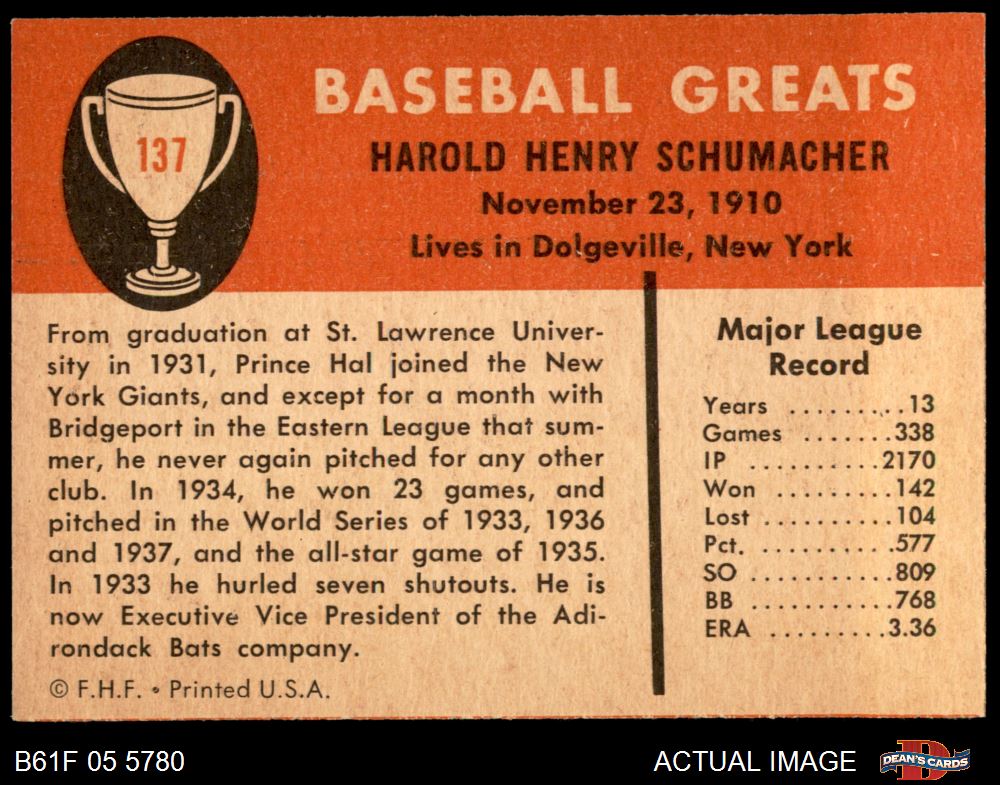 137
BASEBALL GREATS
HAROLD HENRY SCHUMACHER
November 23, 1910
Lives in Dolgeville, New York
From graduation at St. Lawrence Univer-
sity in 1931, Prince Hal joined the New
York Giants, and except for a month with
Bridgeport in the Eastern League that sum-
mer, he never again pitched for any other
club. In 1934, he won 23 games, and
pitched in the World Series of 1933, 1936
and 1937, and the all-star game of 1935.
In 1933 he hurled seven shutouts. He is
now Executive Vice President of the Adi-
rondack Bats company.
© F.H.F. • Printed U.S.A.
Major League
Record
Years ..........13
Games .......338
IP ..........2170
Won .........142
Lost ..........104
Pct. ..........577
SO ...........809
BB ...........768
ERA .........3.36
B61F 05 5780
ACTUAL IMAGE
D
DEAN'S CARDS